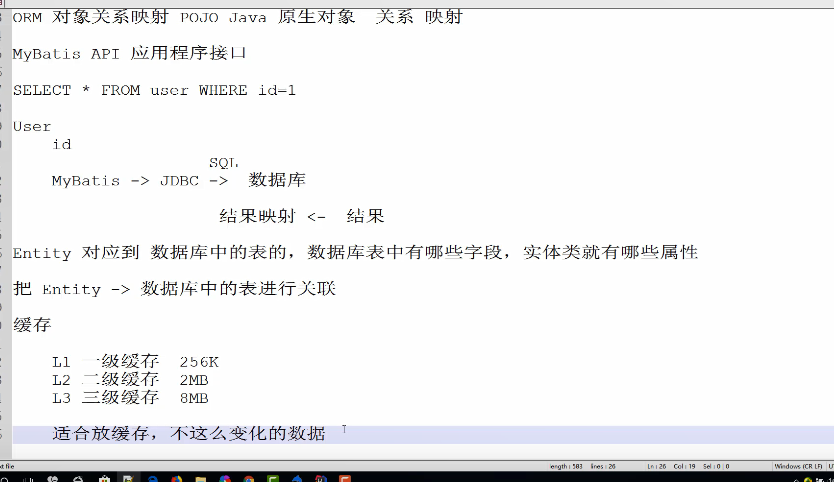 ORM 对象关系映射 POJO Java 原生对象  关系 映射
MyBatis API 应用程序接口
SELECT * FROM user WHERE id=1
User
id
SQL
MyBatis -> JDBC ->  数据库
结果映射 <-  结果
Entity 对应到 数据库中的表的，数据库表中有哪些字段，实体类就有哪些属性
把 Entity -> 数据库中的表进行关联
缓存
L1 一级缓存  256K
L2 二级缓存  2MB
L3 三级缓存  8MB
适合放缓存，不这么变化的数据
length : 583  lines : 26
Ln : 26  Col : 19  Sel : 0 | 0
Windows (CR LF)